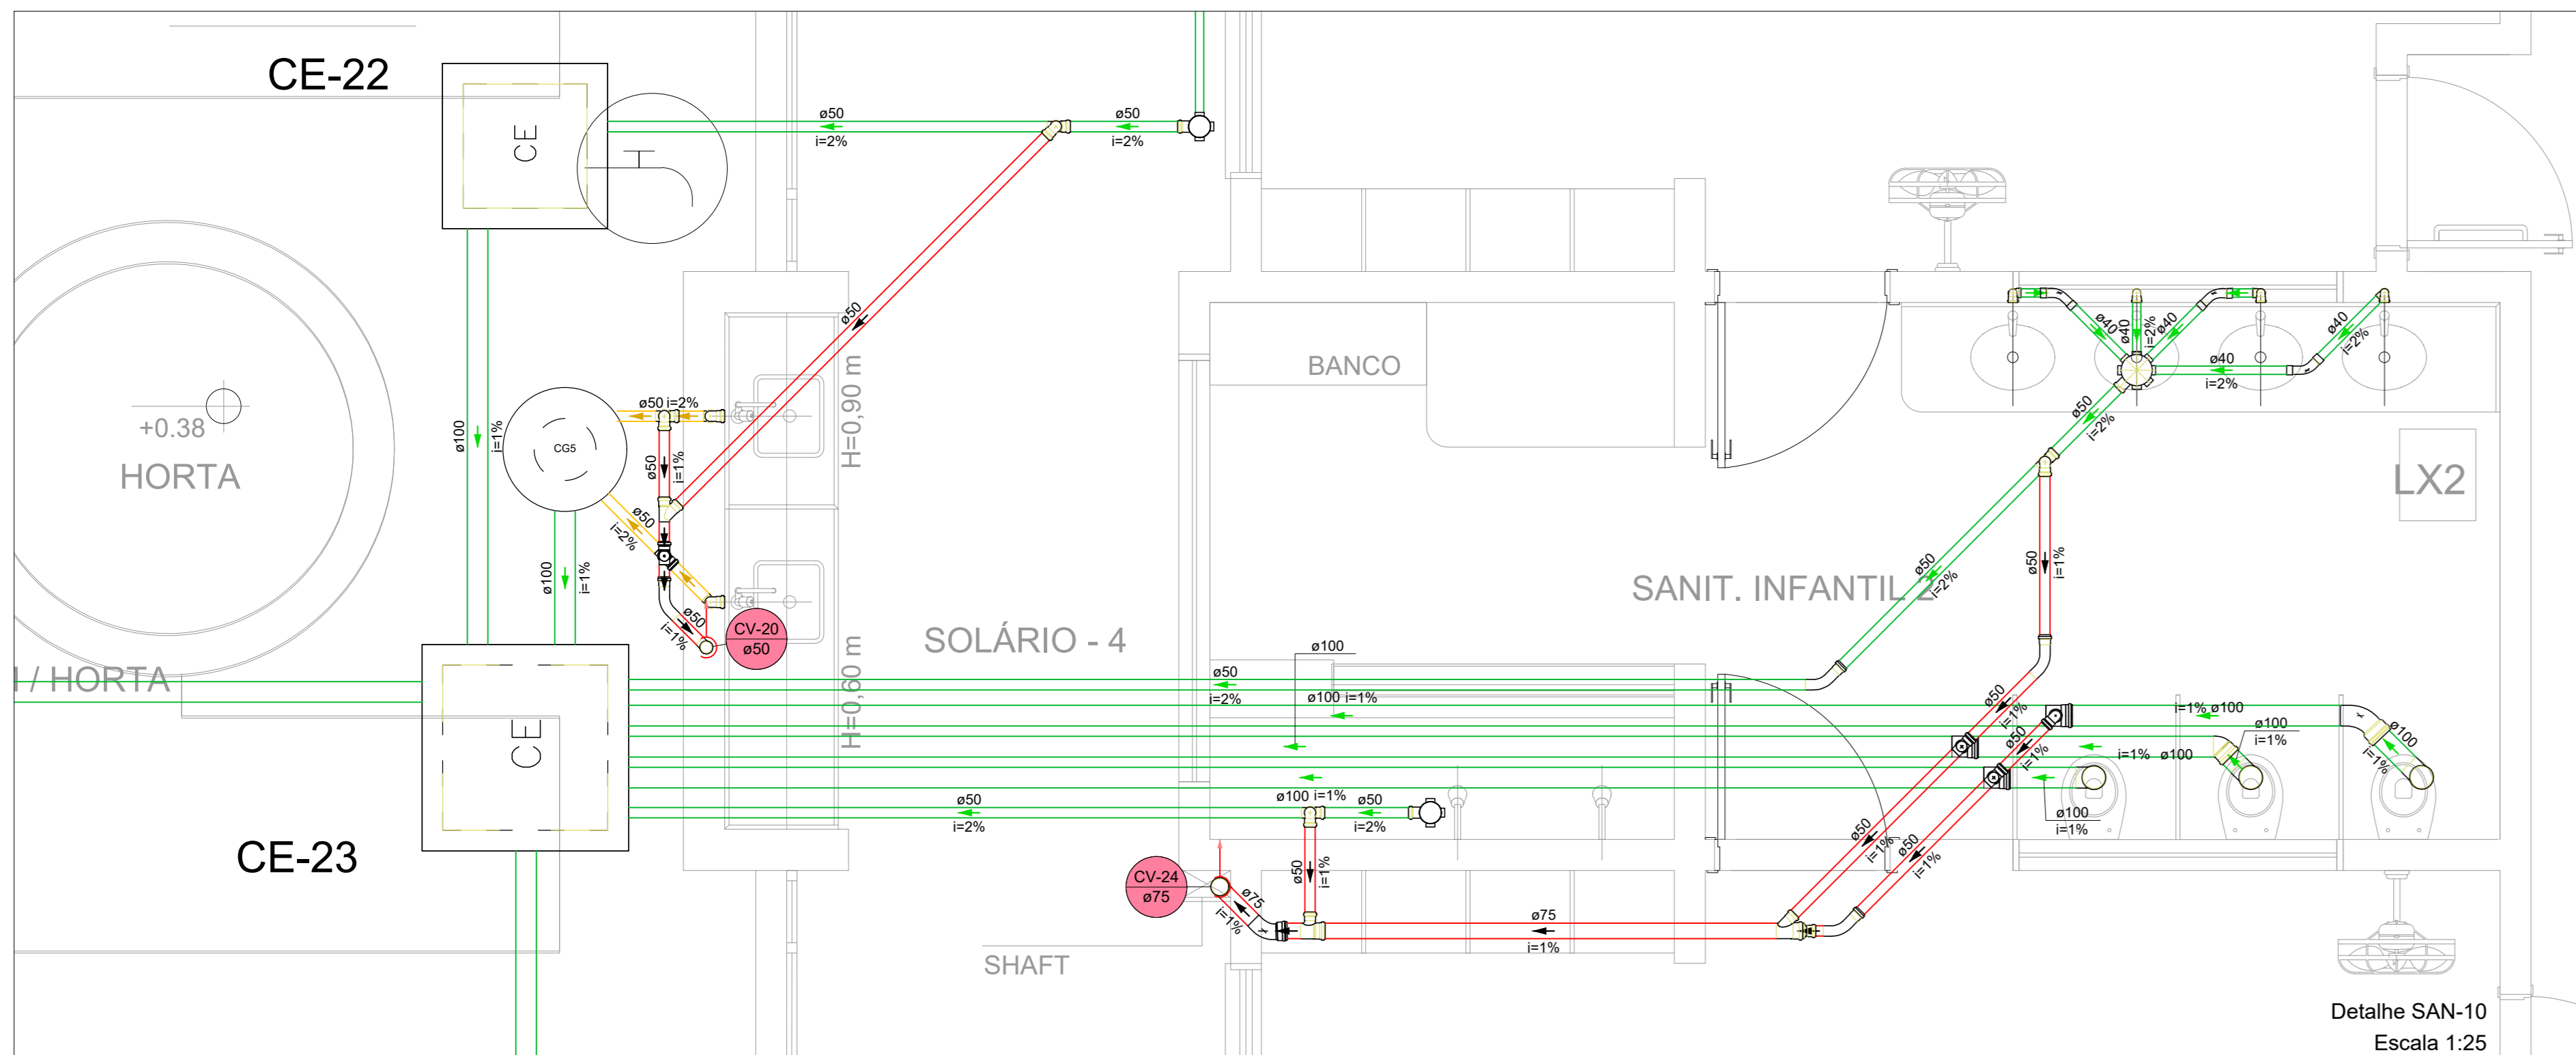 CE-22
CE
H
ø50
i=2%
ø50
i=2%
ø50
ø100
i=1%
+0.38
HORTA
CG5
ø50 i=2%
ø50
i=1%
ø50
i=2%
ø100
i=1%
ø50
i=1%
CV-20
ø50
H=0,90 m
H=0,60 m
SOLÁRIO - 4
BANCO
SANIT. INFANTIL 2
LX2
ø40
ø40
i=2%
ø40
ø40
i=2%
ø40
i=2%
ø50
i=2%
ø50
i=2%
ø50
i=1%
/ HORTA
CE
CE-23
ø100
ø50
i=2%
ø100 i=1%
ø50
i=1%
ø50
i=1%
i=1% ø100
ø100
i=1%
i=1% ø100
ø100
i=1%
ø100
i=1%
ø50
i=2%
ø100 i=1%
ø50
i=2%
ø50
i=1%
ø50
i=1%
ø50
i=1%
CV-24
ø75
ø75
i=1%
ø75
i=1%
SHAFT
Detalhe SAN-10
Escala 1:25